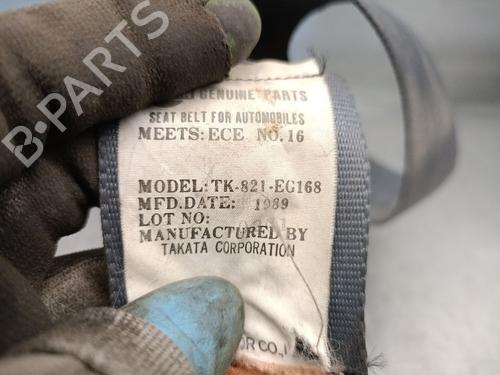 GENUINE PARTS
SEAT BELT FOR AUTOMOBILES
MEETS: ECE NO. 16
MODEL: TK-821-EG168
MFD. DATE: 1989
LOT NO:
MANUFACTURED BY
TAKATA CORPORATION
CO.,